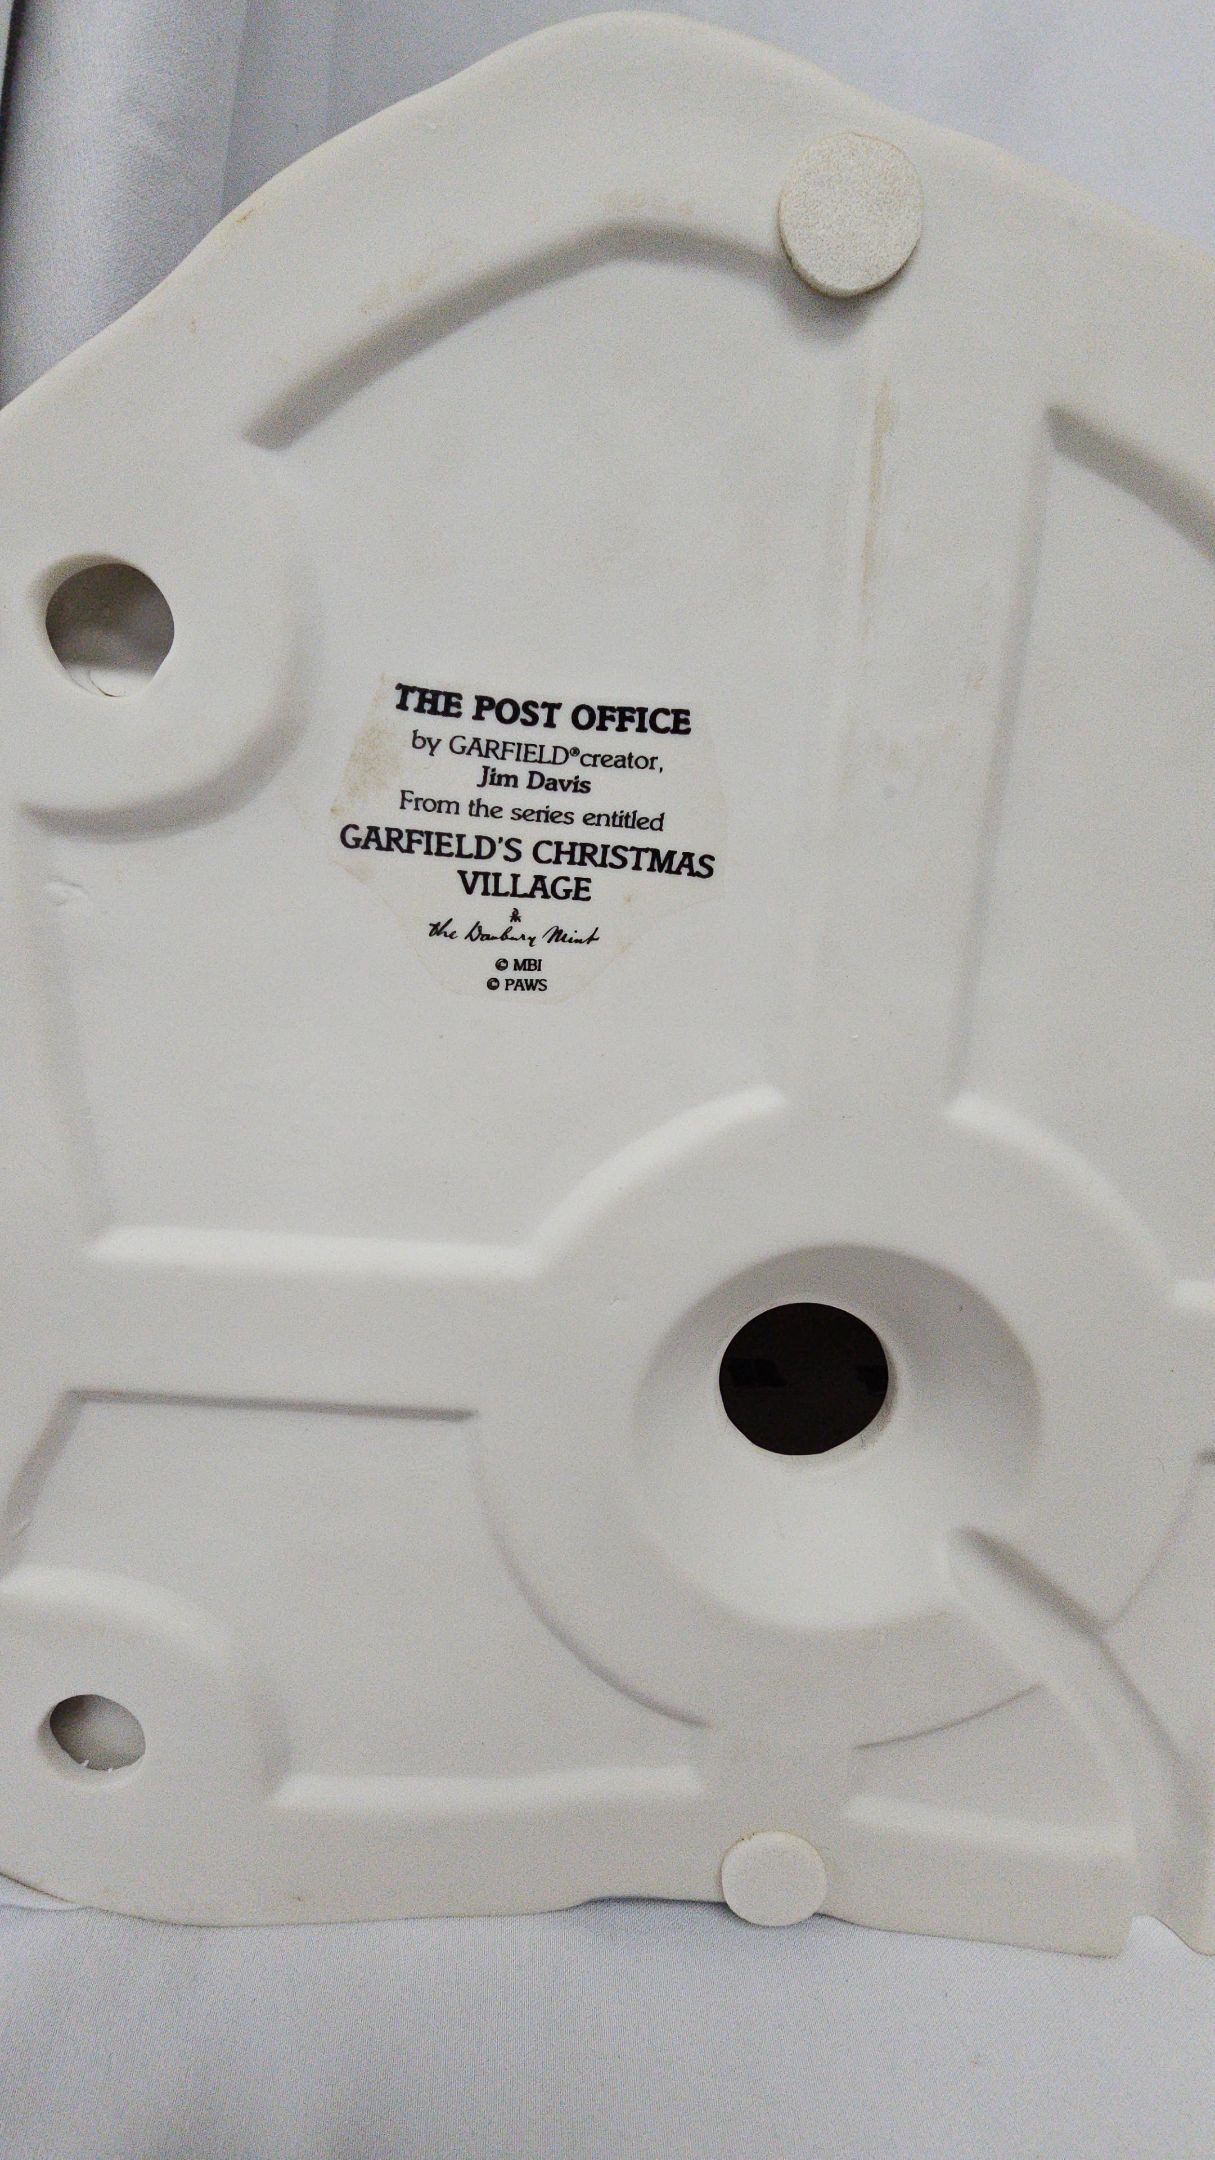 THE POST OFFICE
by GARFIELD® creator,
Jim Davis
From the series entitled
GARFIELD'S CHRISTMAS
VILLAGE
the Danbury Mint
© MBI
© PAWS